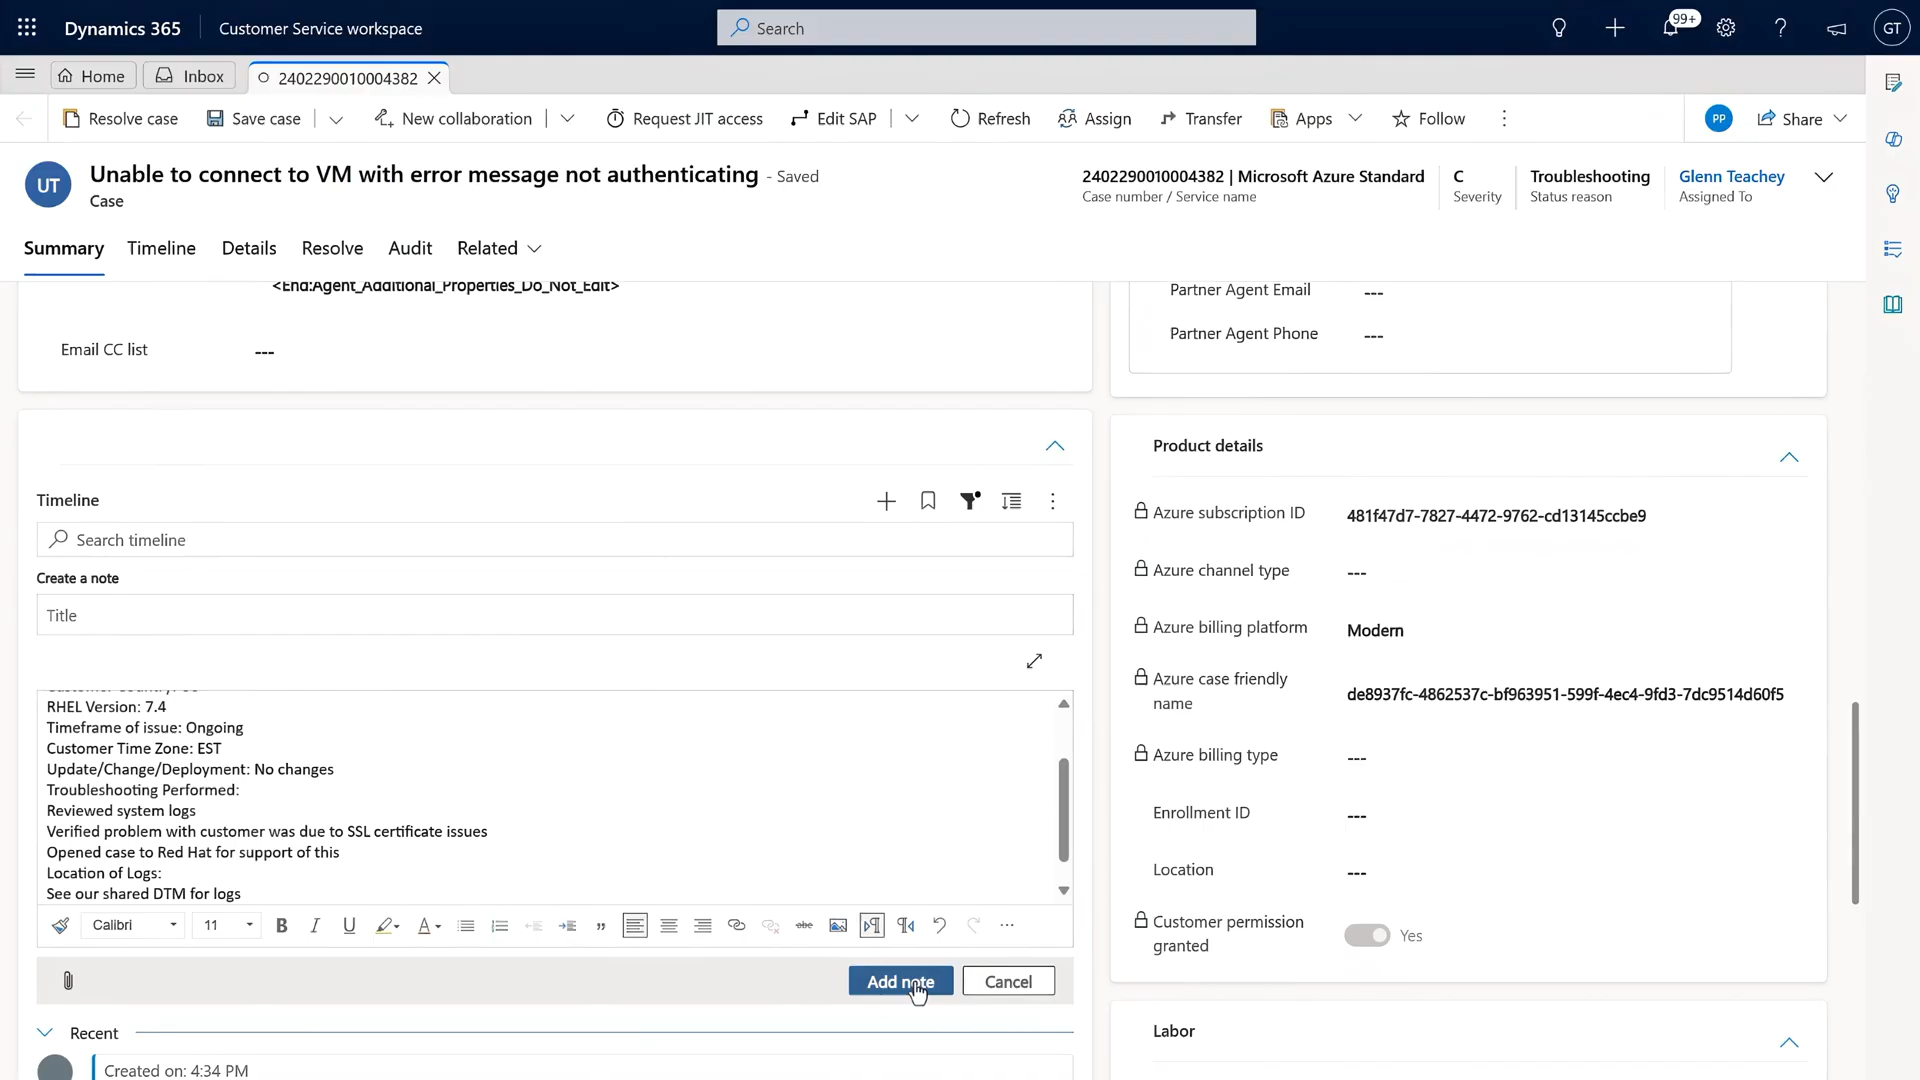 Dynamics 365
Customer Service workspace
Search
99+
GT
Home
Inbox
2402290010004382
Resolve case
Save case
New collaboration
Request JIT access
Edit SAP
Refresh
Assign
Transfer
Apps
Follow
PP
Share
UT
Unable to connect to VM with error message not authenticating - Saved
Case
2402290010004382 | Microsoft Azure Standard
Case number / Service name
C
Severity
Troubleshooting
Status reason
Glenn Teachey
Assigned To
Summary
Timeline
Details
Resolve
Audit
Related
<End:Agent_Additional_Properties_Do_Not_Edit>
Email CC list
---
Partner Agent Email
---
Partner Agent Phone
---
Timeline
Search timeline
Create a note
Title
RHEL Version: 7.4
Timeframe of issue: Ongoing
Customer Time Zone: EST
Update/Change/Deployment: No changes
Troubleshooting Performed:
Reviewed system logs
Verified problem with customer was due to SSL certificate issues
Opened case to Red Hat for support of this
Location of Logs:
See our shared DTM for logs
Calibri
11
B
I
U
A
abc
Add note
Cancel
Recent
Created on: 4:34 PM
Product details
Azure subscription ID
481f47d7-7827-4472-9762-cd13145ccbe9
Azure channel type
---
Azure billing platform
Modern
Azure case friendly
name
de8937fc-4862537c-bf963951-599f-4ec4-9fd3-7dc9514d60f5
Azure billing type
---
Enrollment ID
---
Location
---
Customer permission
granted
Yes
Labor